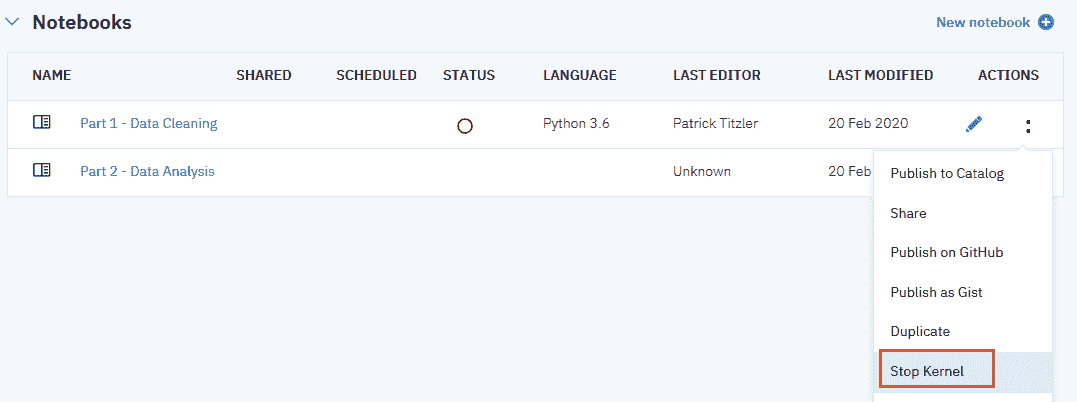 Notebooks
New notebook
NAME SHARED SCHEDULED STATUS LANGUAGE LAST EDITOR LAST MODIFIED ACTIONS
Part 1 - Data Cleaning Python 3.6 Patrick Titzler 20 Feb 2020
Part 2 - Data Analysis Unknown 20 Feb
Publish to Catalog
Share
Publish on GitHub
Publish as Gist
Duplicate
Stop Kernel